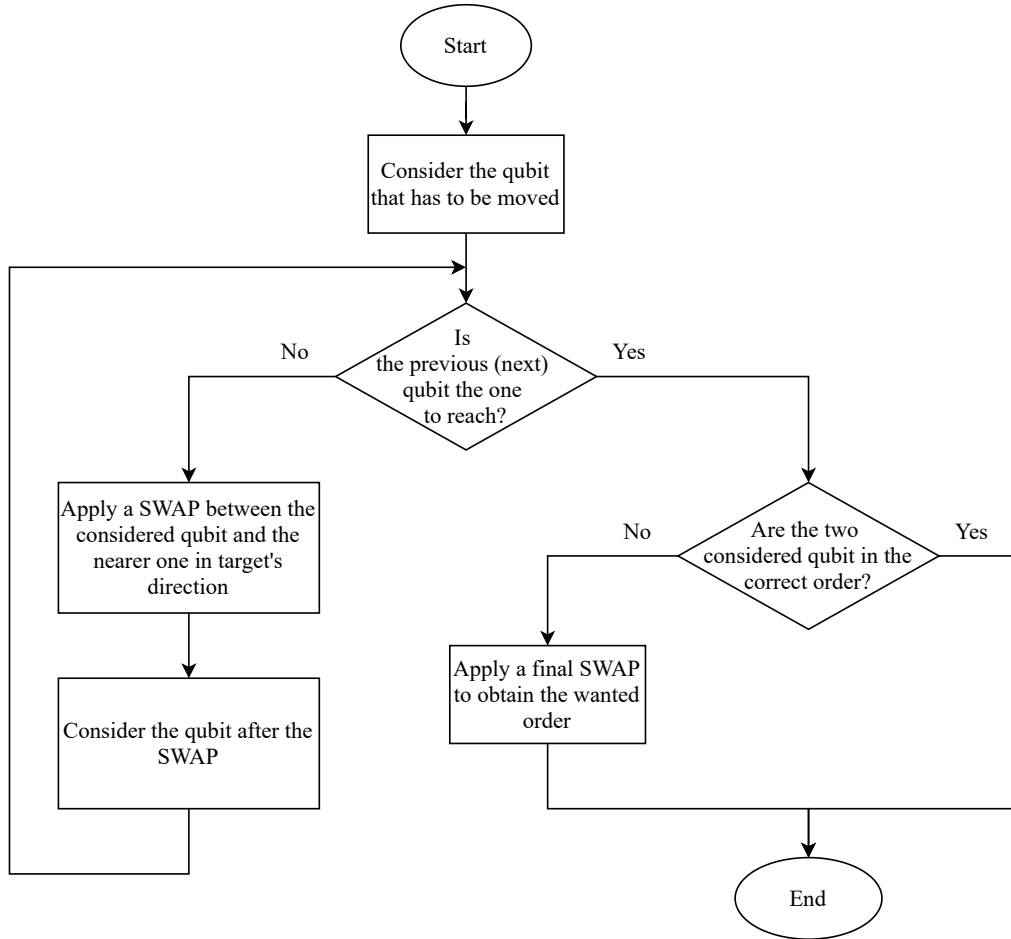 Start
Consider the qubit
that has to be moved
Is
the previous (next)
qubit the one
to reach?
No
Yes
Apply a SWAP between the
considered qubit and the
nearer one in target's
direction
Consider the qubit after the
SWAP
Are the two
considered qubit in the
correct order?
No
Yes
Apply a final SWAP
to obtain the wanted
order
End